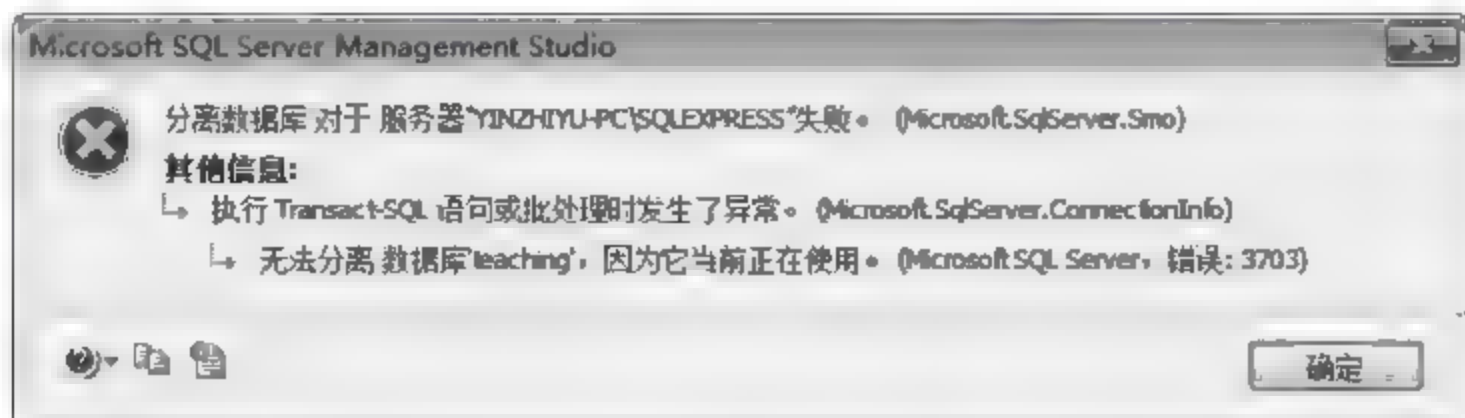 Microsoft SQL Server Management Studio
分离数据库 对于 服务器"YINZHIYU-PC\SQLEXPRESS"失败。 (Microsoft.SqlServer.Smo)
其他信息:
执行 Transact-SQL 语句或批处理时发生了异常。 (Microsoft.SqlServer.ConnectionInfo)
无法分离 数据库'teaching',因为它当前正在使用。 (Microsoft SQL Server,错误: 3703)
确定